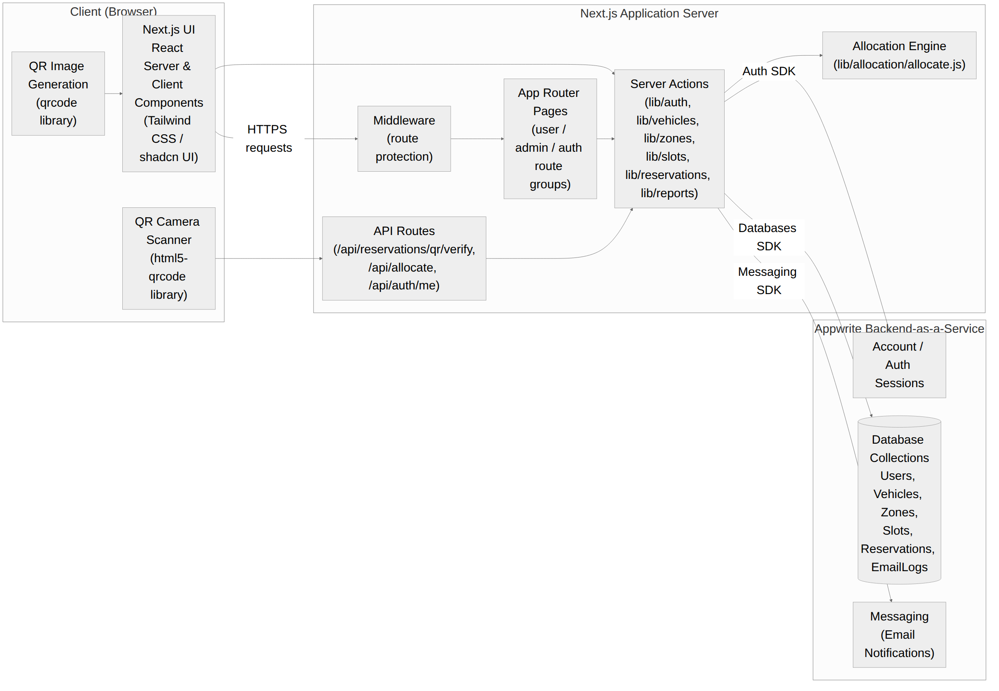 Client (Browser)
QR Image
Generation
(qrcode
library)
Next.js UI
React
Server &
Client
Components
(Tailwind
CSS /
shadcn UI)
QR Camera
Scanner
(html5-
qrcode
library)
HTTPS
requests
Next.js Application Server
Middleware
(route
protection)
App Router
Pages
(user /
admin / auth
route
groups)
API Routes
(/api/reservations/qr/verify,
/api/allocate,
/api/auth/me)
Server Actions
(lib/auth,
lib/vehicles,
lib/zones,
lib/slots,
lib/reservations,
lib/reports)
Auth SDK
Allocation Engine
(lib/allocation/allocate.js)
Databases
SDK
Messaging
SDK
Appwrite Backend-as-a-Service
Account /
Auth
Sessions
Database
Collections
Users,
Vehicles,
Zones,
Slots,
Reservations,
EmailLogs
Messaging
(Email
Notifications)